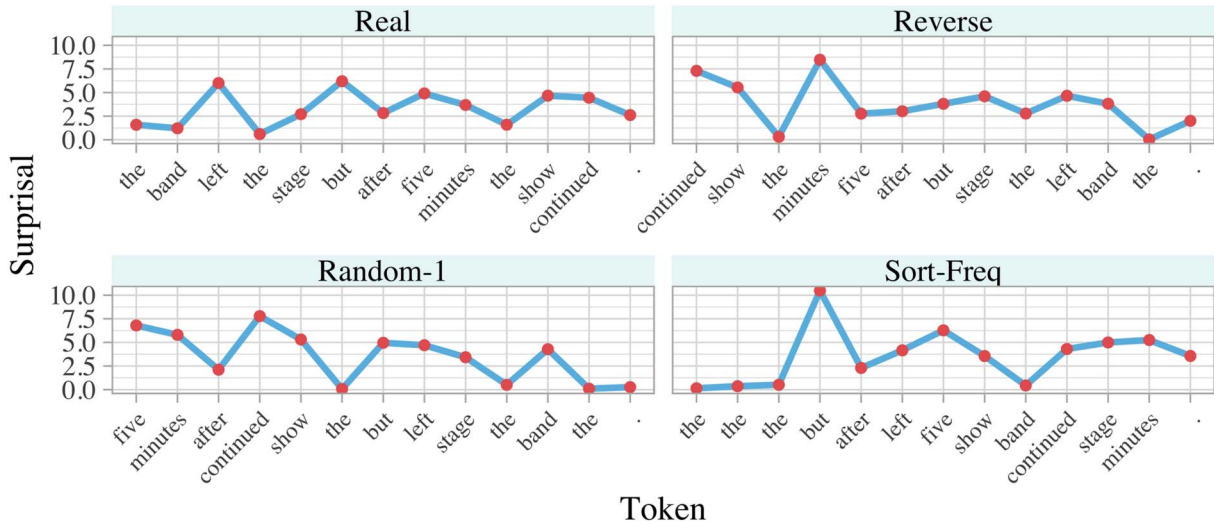 Real
Reverse
10.0
7.5
5.0
2.5
0.0
the band left the stage but after five minutes the show continued .
continued show the minutes five after but stage the left band the .
Surprisal
Random-1
Sort-Freq
10.0
7.5
5.0
2.5
0.0
five minutes after continued show the but left stage the band the .
the the the but after left five show band continued stage minutes .
Token